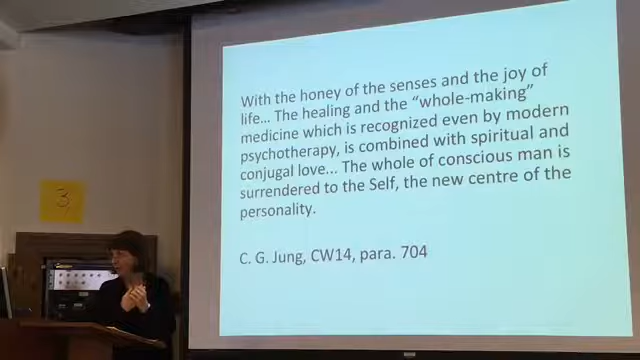 With the honey of the senses and the joy of
life... The healing and the “whole-making”
medicine which is recognized even by modern
psychotherapy, is combined with spiritual and
conjugal love... The whole of conscious man is
surrendered to the Self, the new centre of the
personality.
C. G. Jung, CW14, para. 704
3